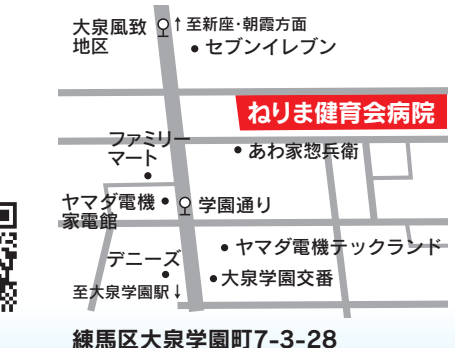 大泉風致
地区
↑至新座・朝霞方面
• セブンイレブン
ねりま健育会病院
ファミリー
マート
• あわ家惣兵衛
ヤマダ電機 •
家電館
学園通り
• ヤマダ電機テックランド
デニーズ
• 大泉学園交番
至大泉学園駅↓
練馬区大泉学園町7-3-28